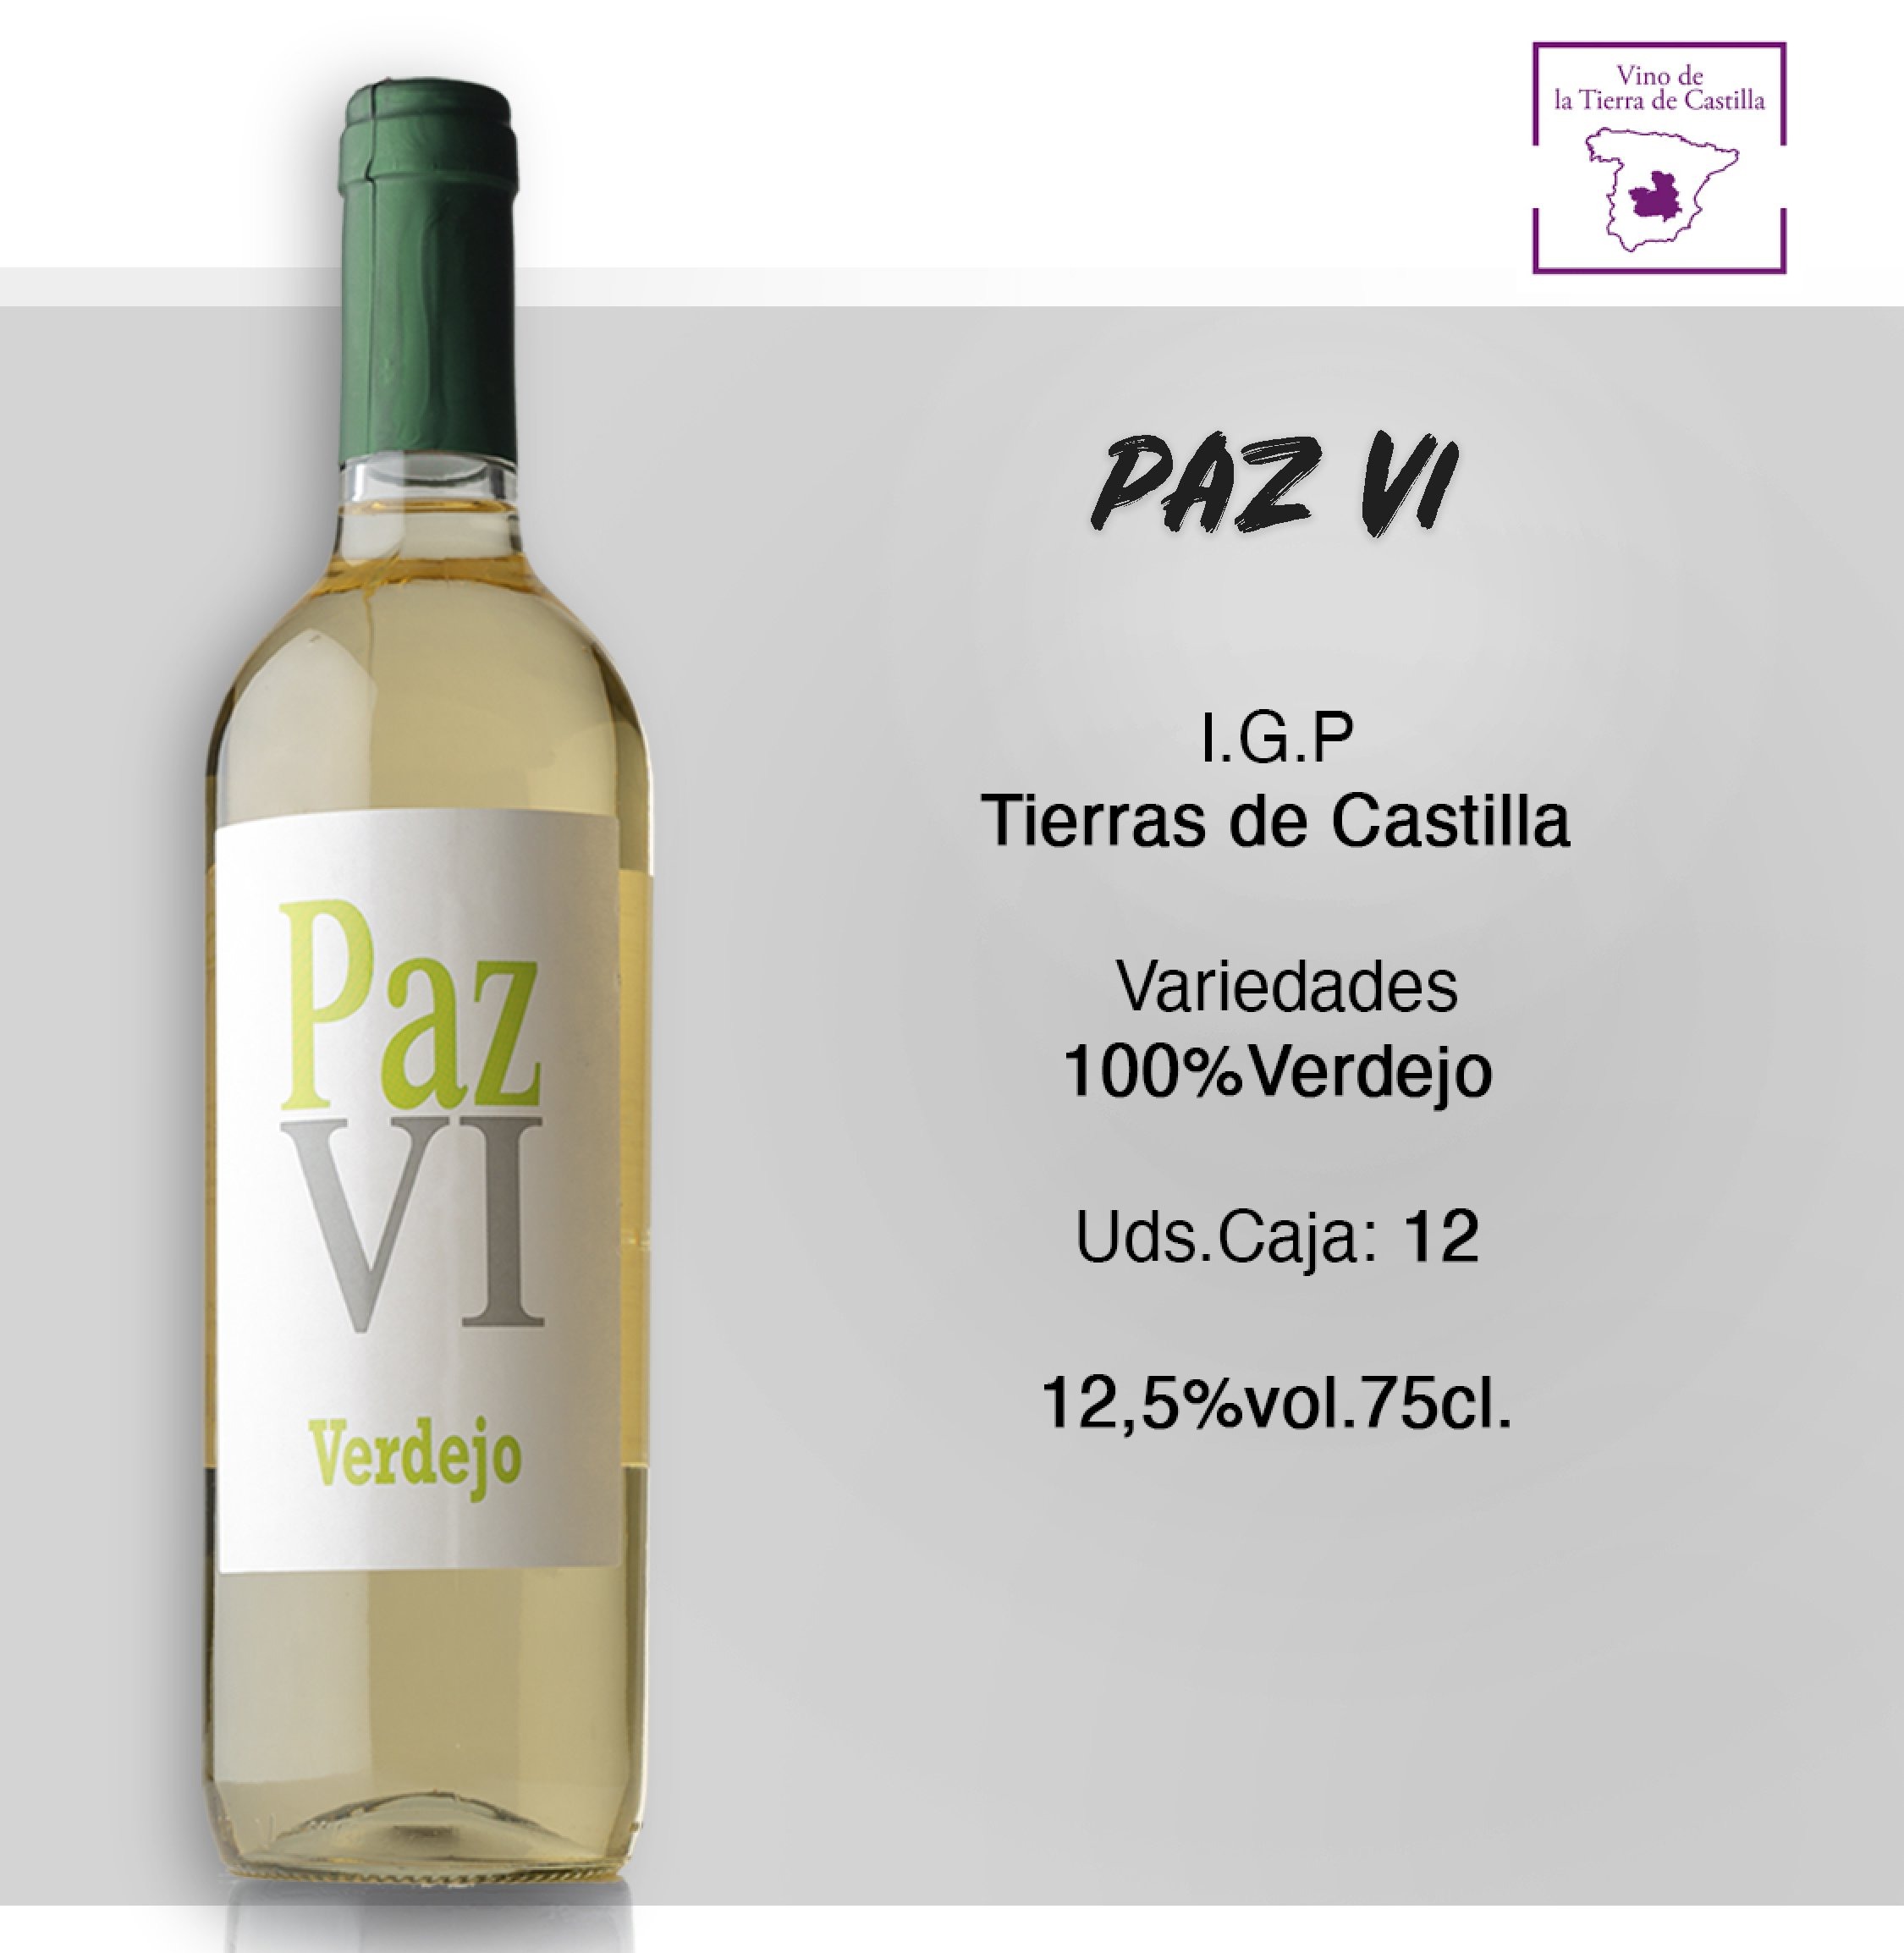 Vino de
la Tierra de Castilla
PAZ VI
I.G.P
Tierras de Castilla
Variedades
100%Verdejo
Uds.Caja: 12
12,5%vol.75cl.
Paz
VI
Verdejo